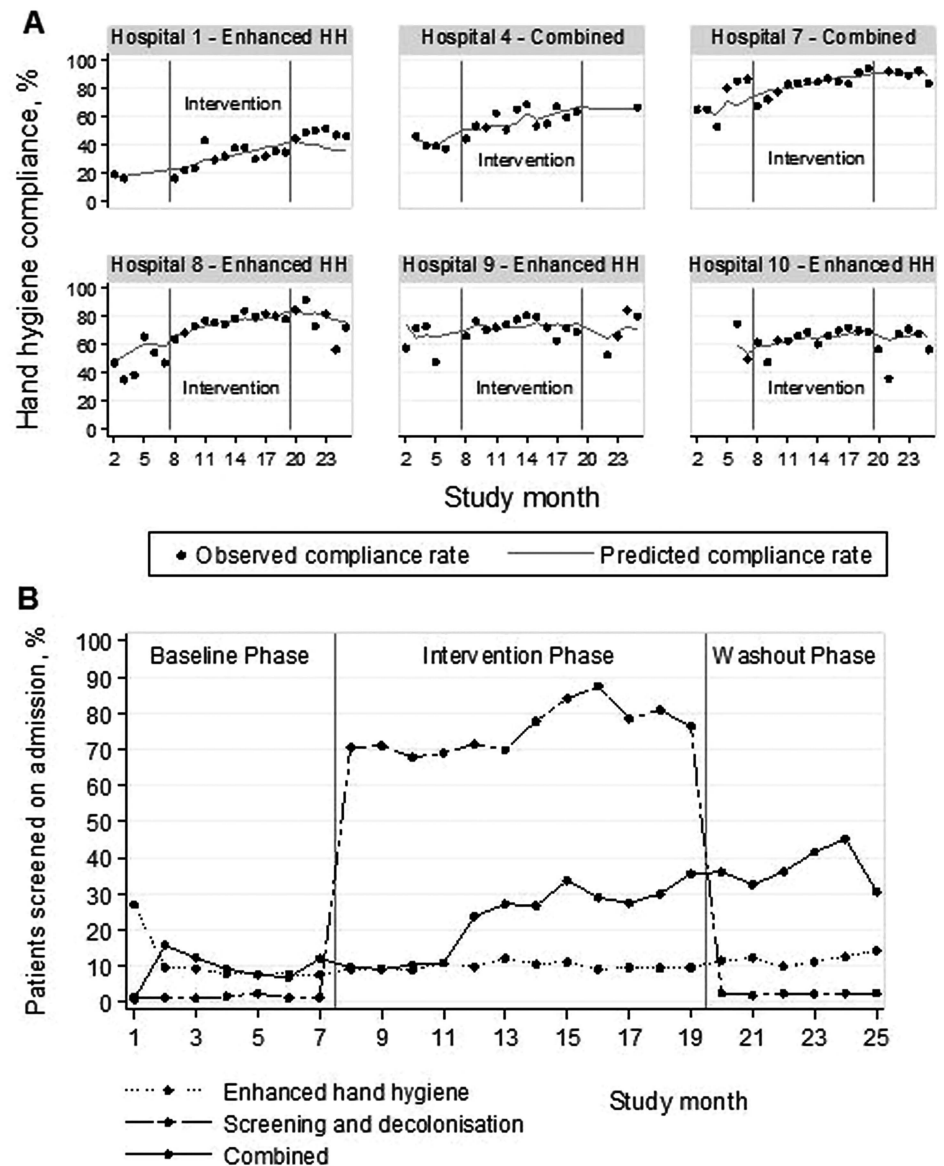 A
Hospital 1 - Enhanced HH Hospital 4 - Combined Hospital 7 - Combined
100
80
60
40
20
0
Intervention
Intervention
Intervention
Hand hygiene compliance, %
Hospital 8 - Enhanced HH Hospital 9 - Enhanced HH Hospital 10 - Enhanced HH
100
80
60
40
20
0
Intervention Intervention Intervention
2 5 8 11 14 17 20 23 2 5 8 11 14 17 20 23 2 5 8 11 14 17 20 23
Study month
Observed compliance rate Predicted compliance rate
B
Patients screened on admission, %
100
90
80
70
60
50
40
30
20
10
0
Baseline Phase Intervention Phase Washout Phase
1 3 5 7 9 11 13 15 17 19 21 23 25
Study month
Enhanced hand hygiene
Screening and decolonisation
Combined